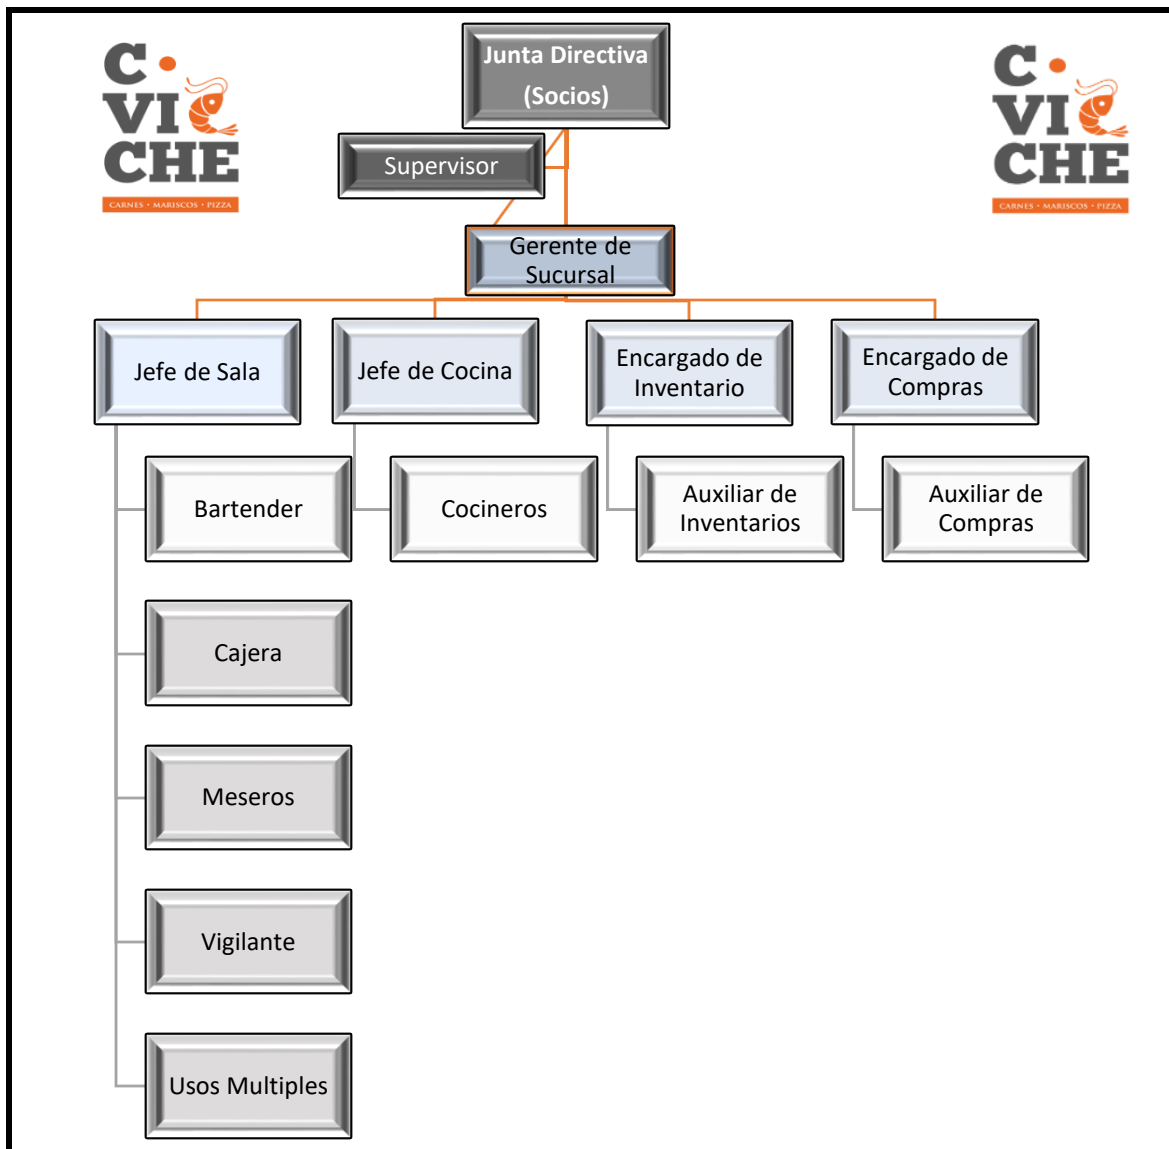 C·
VI
CHE
CARNES • MARISCOS • PIZZA
Junta Directiva
(Socios)
C·
VI
CHE
CARNES • MARISCOS • PIZZA
Supervisor
Gerente de
Sucursal
Jefe de Sala
Jefe de Cocina
Encargado de
Inventario
Encargado de
Compras
Bartender
Cocineros
Auxiliar de
Inventarios
Auxiliar de
Compras
Cajera
Meseros
Vigilante
Usos Multiples